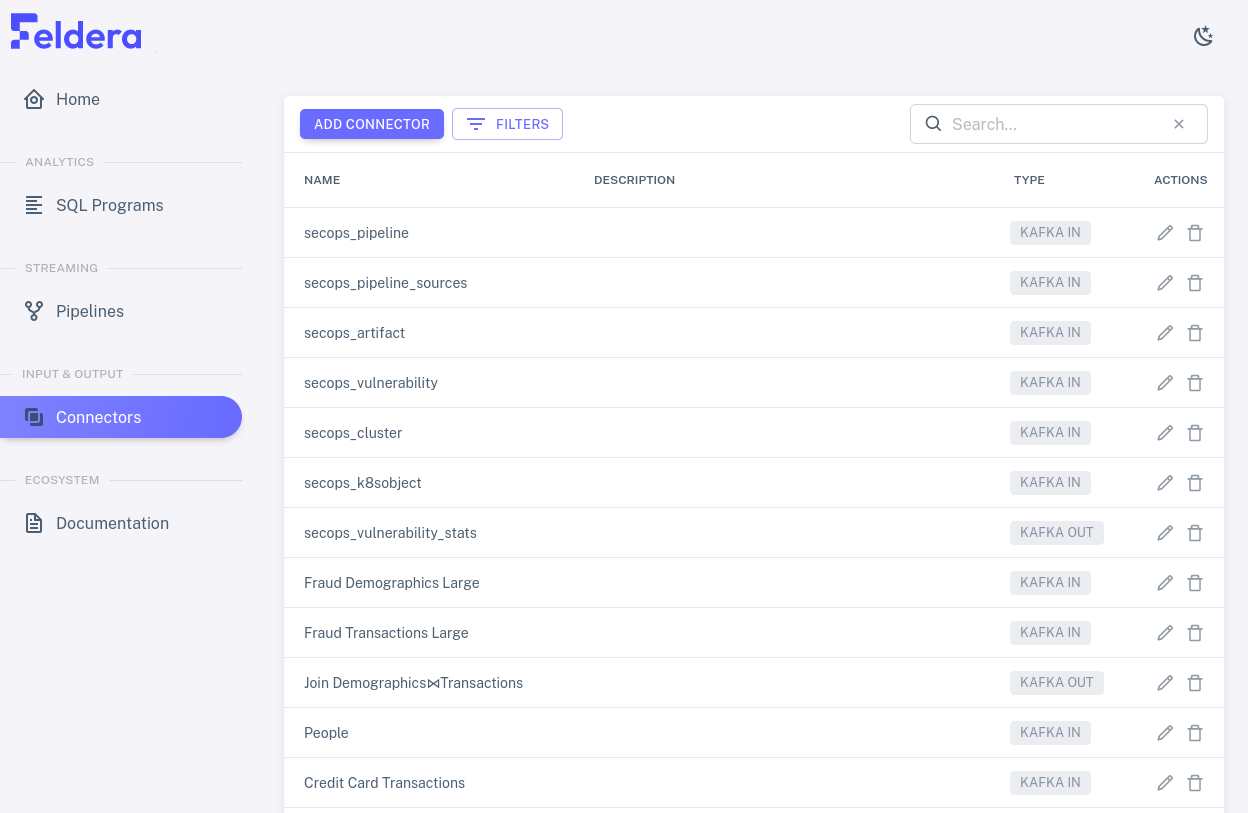 Feldera
Home
ANALYTICS
SQL Programs
STREAMING
Pipelines
INPUT & OUTPUT
Connectors
ECOSYSTEM
Documentation
ADD CONNECTOR FILTERS Search...
NAME DESCRIPTION TYPE ACTIONS
secops_pipeline KAFKA IN
secops_pipeline_sources KAFKA IN
secops_artifact KAFKA IN
secops_vulnerability KAFKA IN
secops_cluster KAFKA IN
secops_k8sobject KAFKA IN
secops_vulnerability_stats KAFKA OUT
Fraud Demographics Large KAFKA IN
Fraud Transactions Large KAFKA IN
Join Demographics⋈Transactions KAFKA OUT
People KAFKA IN
Credit Card Transactions KAFKA IN